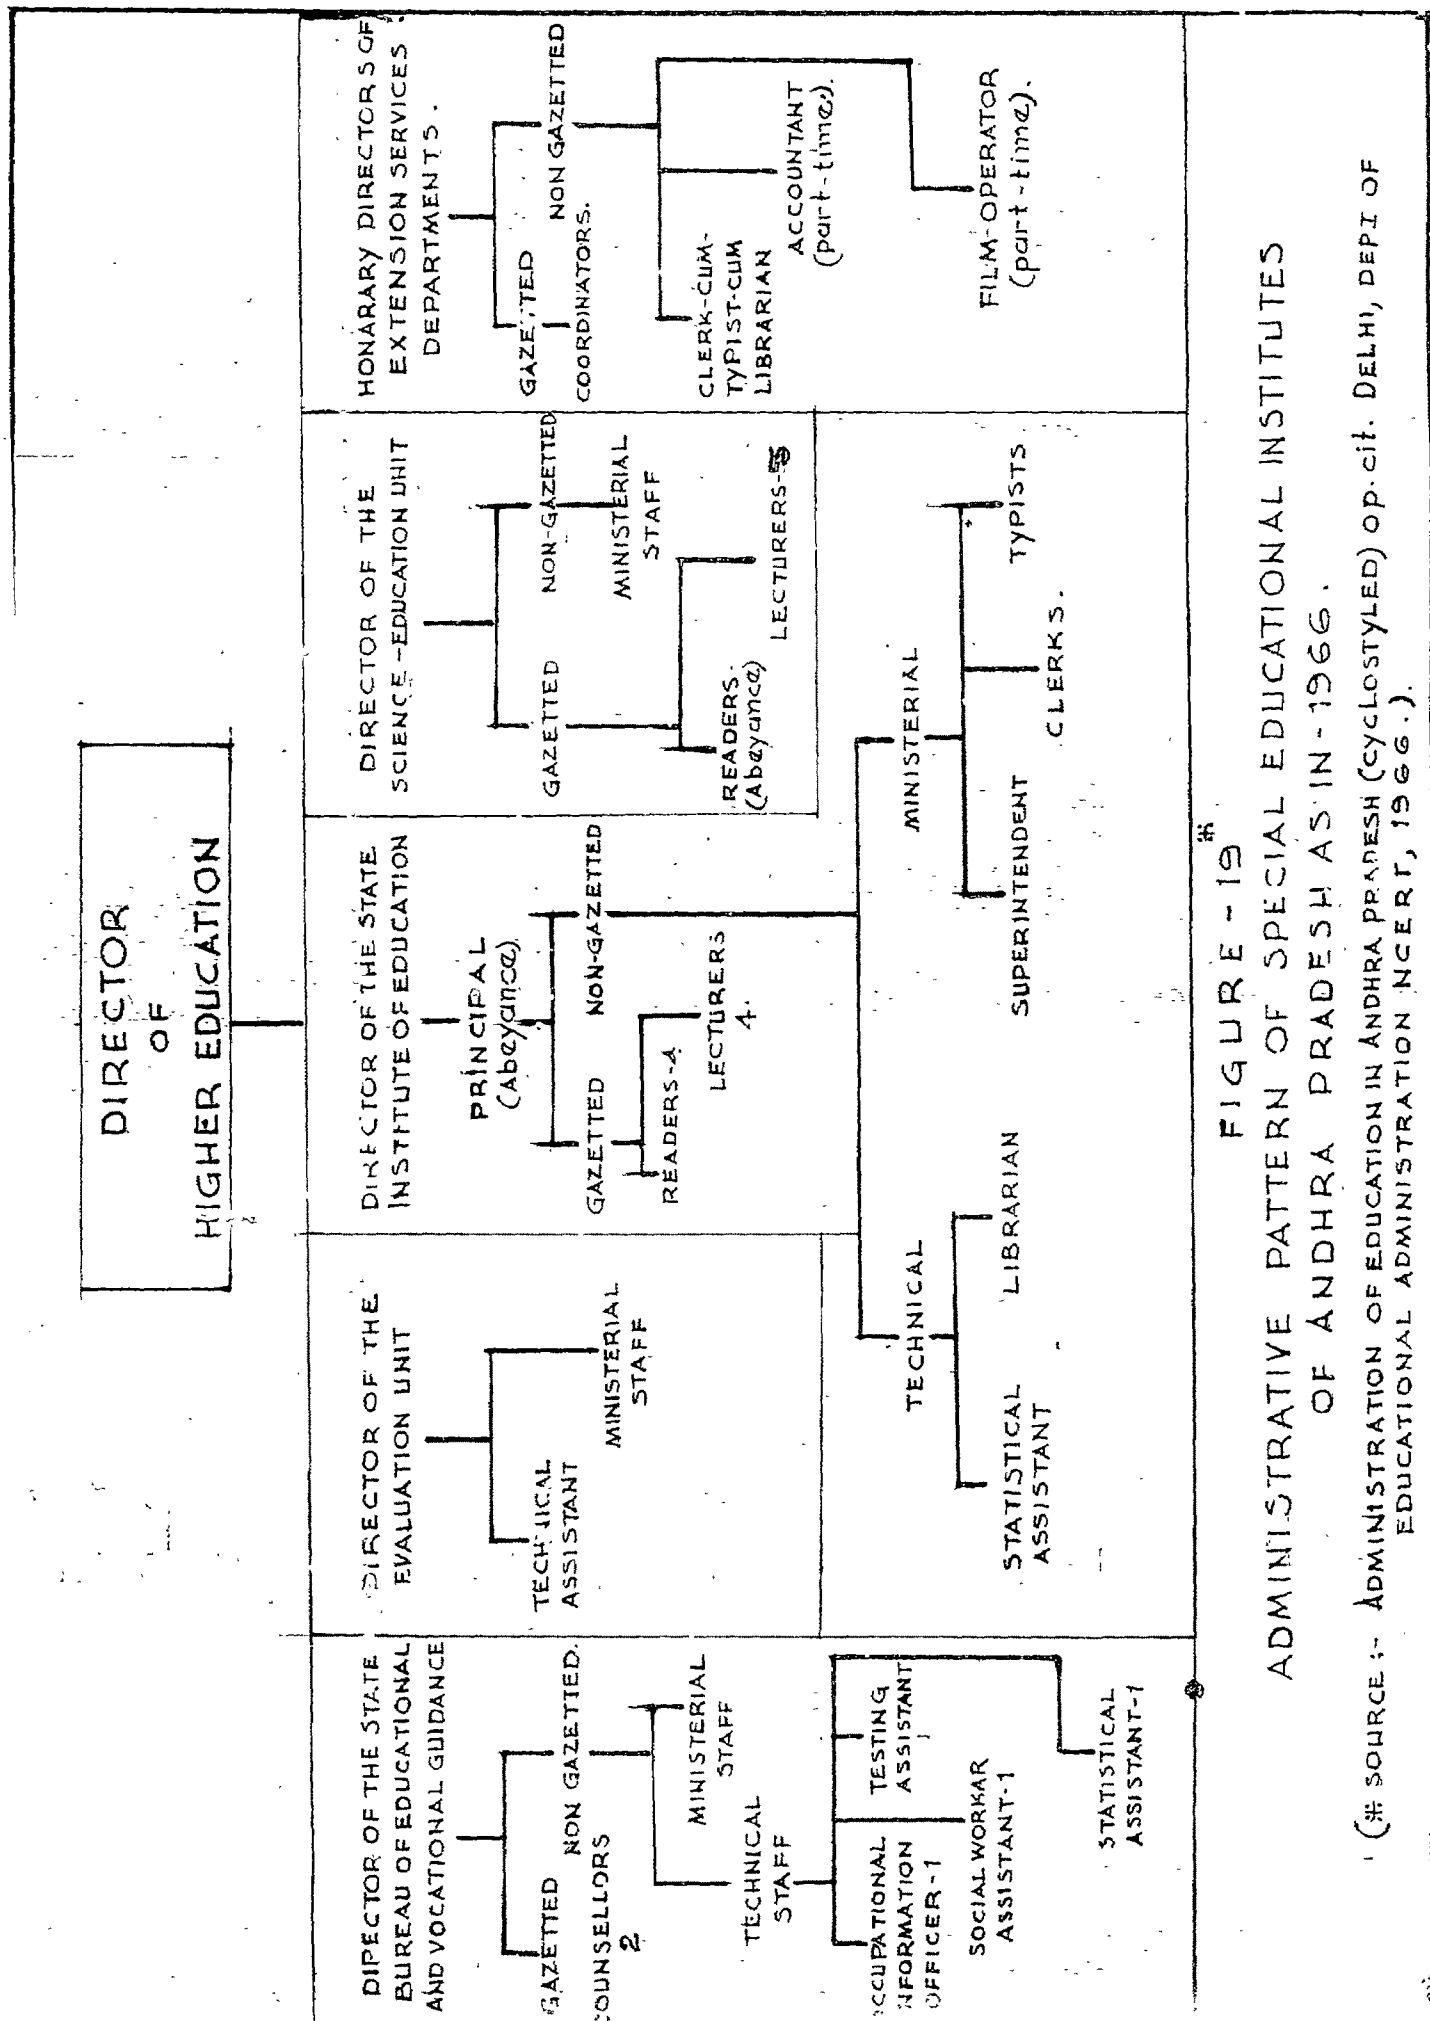 DIRECTOR
OF
HIGHER EDUCATION
DIPECTOR OF THE STATE
BUREAU OF EDUCATIONAL
AND VOCATIONAL GUIDANCE
GAZETTED
NON GAZETTED.
COUNSELLORS
2
MINISTERIAL
STAFF
TECHNICAL
STAFF
OCCUPATIONAL
INFORMATION
OFFICER-1
TESTING
ASSISTANT
1
SOCIAL WORKAR
ASSISTANT-1
STATISTICAL
ASSISTANT-1
DIRECTOR OF THE
EVALUATION UNIT
TECHNICAL
ASSISTANT
MINISTERIAL
STAFF
DIRECTOR OF THE STATE
INSTITUTE OF EDUCATION
PRINCIPAL
(Abeyance)
GAZETTED
NON-GAZETTED
READERS-4
LECTURERS
4.
TECHNICAL
MINISTERIAL
STATISTICAL
ASSISTANT
LIBRARIAN
SUPERINTENDENT
CLERKS.
TYPISTS
DIRECTOR OF THE
SCIENCE-EDUCATION UNIT
GAZETTED
NON-GAZETTED
MINISTERIAL
STAFF
READERS.
(Abeyance)
LECTURERS-5
HONARARY DIRECTORS OF
EXTENSION SERVICES
DEPARTMENTS.
GAZETTED
NON GAZETTED
COORDINATORS.
CLERK-CUM-
TYPIST-CUM
LIBRARIAN
ACCOUNTANT
(part-time).
FILM-OPERATOR
(part-time).
FIGURE-19※
ADMINISTRATIVE PATTERN OF SPECIAL EDUCATIONAL INSTITUTES
OF ANDHRA PRADESH AS IN-1966.
(※ SOURCE :- ADMINISTRATION OF EDUCATION IN ANDHRA PRADESH (CYCLOSTYLED) op.cit. DELHI, DEPI OF
EDUCATIONAL ADMINISTRATION NCERT, 1966.).